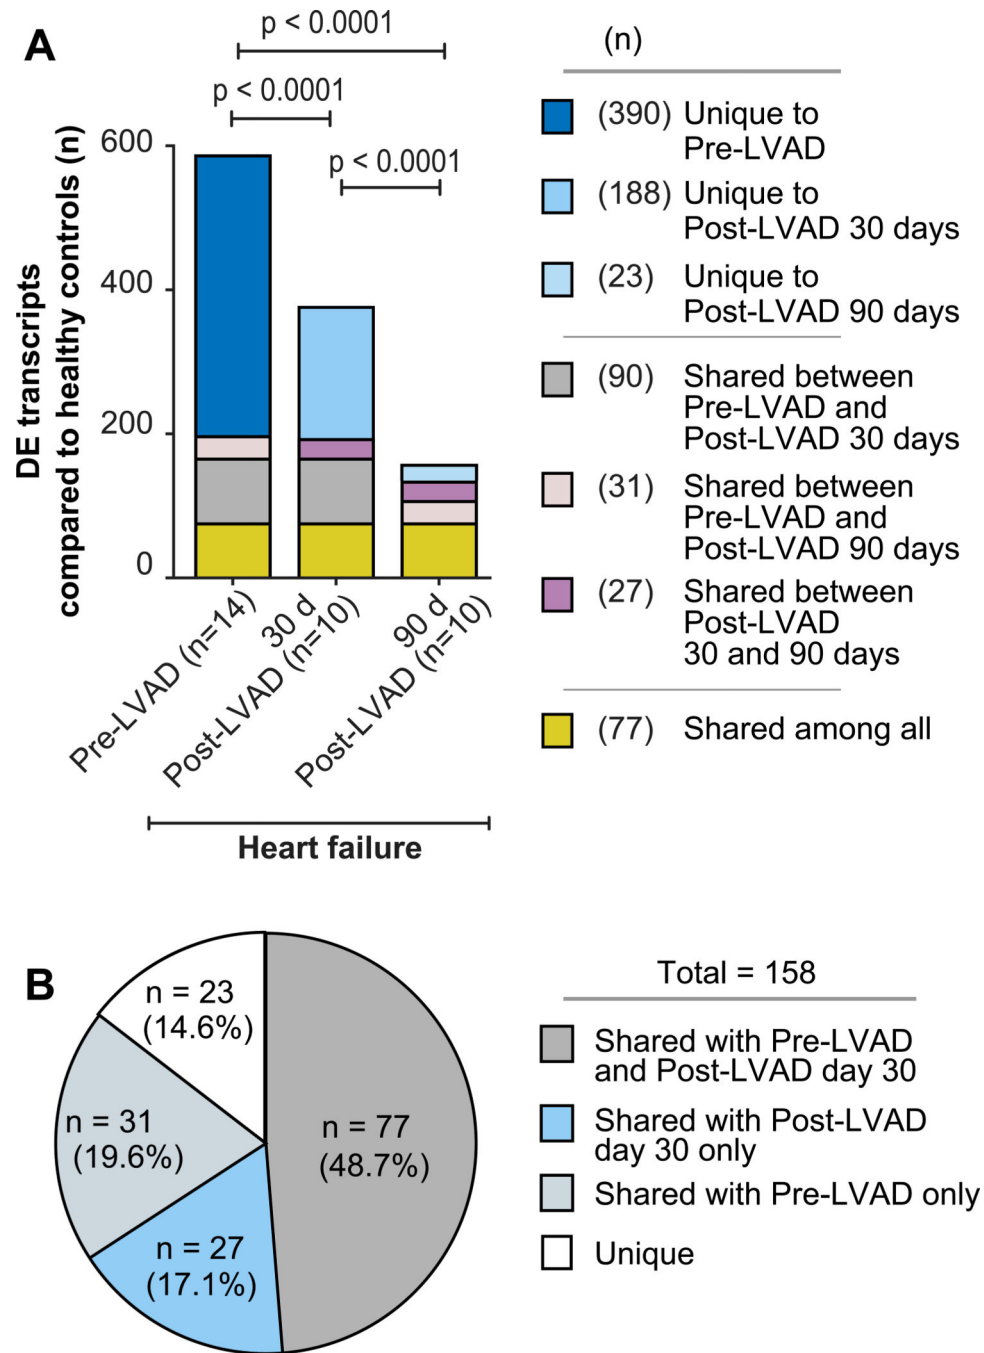 A
p < 0.0001
p < 0.0001
p < 0.0001
DE transcripts
compared to healthy controls (n)
600
400
200
0
Pre-LVAD (n=14)
30 d
Post-LVAD (n=10)
90 d
Post-LVAD (n=10)
Heart failure
(n)
(390) Unique to
Pre-LVAD
(188) Unique to
Post-LVAD 30 days
(23) Unique to
Post-LVAD 90 days
(90) Shared between
Pre-LVAD and
Post-LVAD 30 days
(31) Shared between
Pre-LVAD and
Post-LVAD 90 days
(27) Shared between
Post-LVAD
30 and 90 days
(77) Shared among all
B
n = 23
(14.6%)
n = 31
(19.6%)
n = 77
(48.7%)
n = 27
(17.1%)
Total = 158
Shared with Pre-LVAD
and Post-LVAD day 30
Shared with Post-LVAD
day 30 only
Shared with Pre-LVAD only
Unique